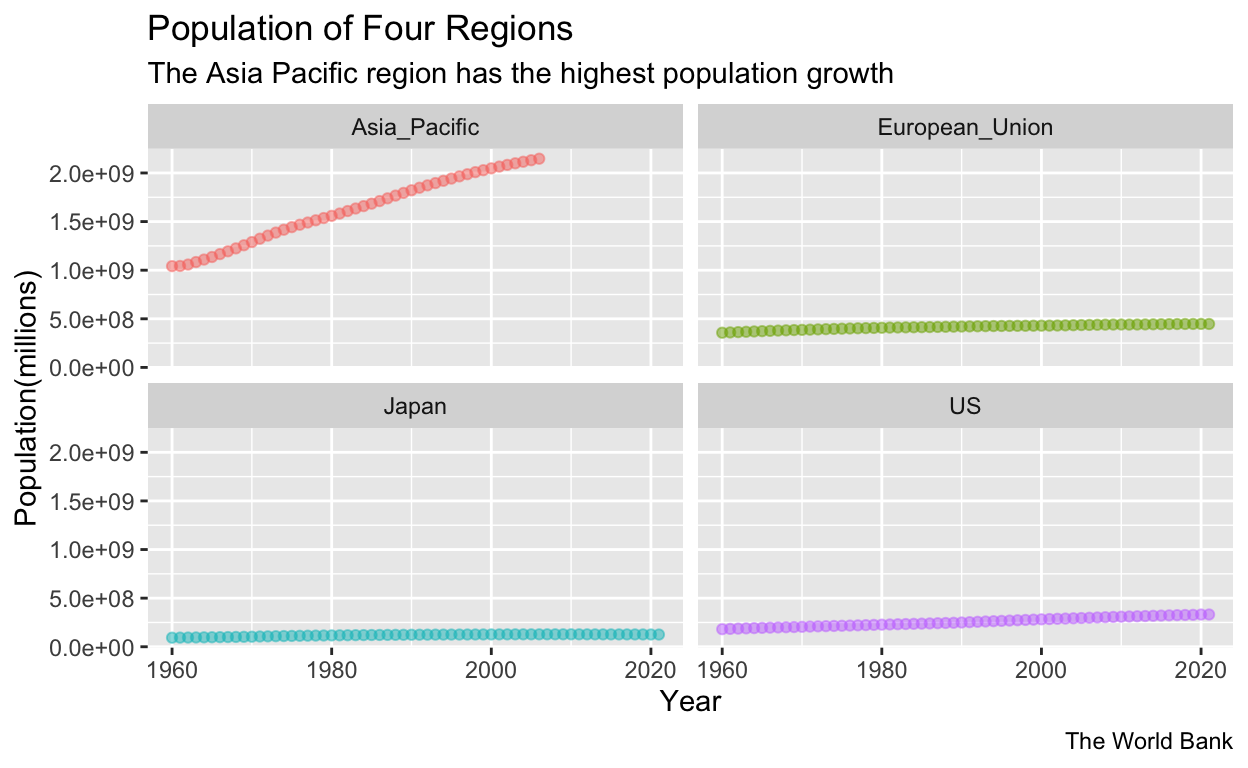 Population of Four Regions
The Asia Pacific region has the highest population growth
Asia_Pacific
European_Union
2.0e+09
1.5e+09
1.0e+09
5.0e+08
0.0e+00
Population(millions)
Japan
US
2.0e+09
1.5e+09
1.0e+09
5.0e+08
0.0e+00
1960 1980 2000 2020
1960 1980 2000 2020
Year
The World Bank